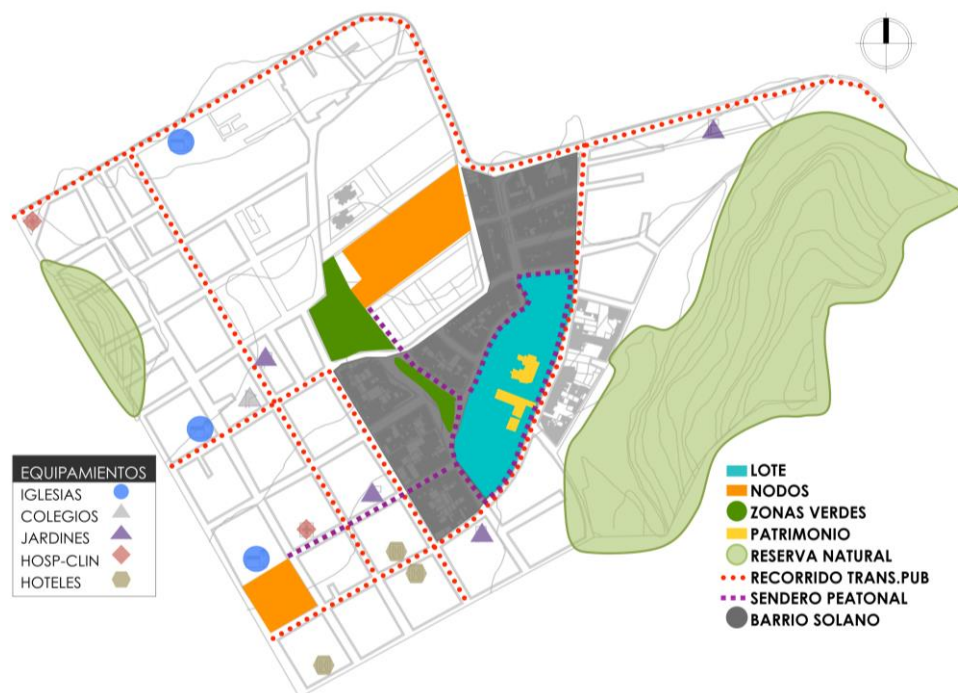 EQUIPAMIENTOS
IGLESIAS
COLEGIOS
JARDINES
HOSP-CLIN
HOTELES
LOTE
NODOS
ZONAS VERDES
PATRIMONIO
RESERVA NATURAL
RECORRIDO TRANS.PUB
SENDERO PEATONAL
BARRIO SOLANO